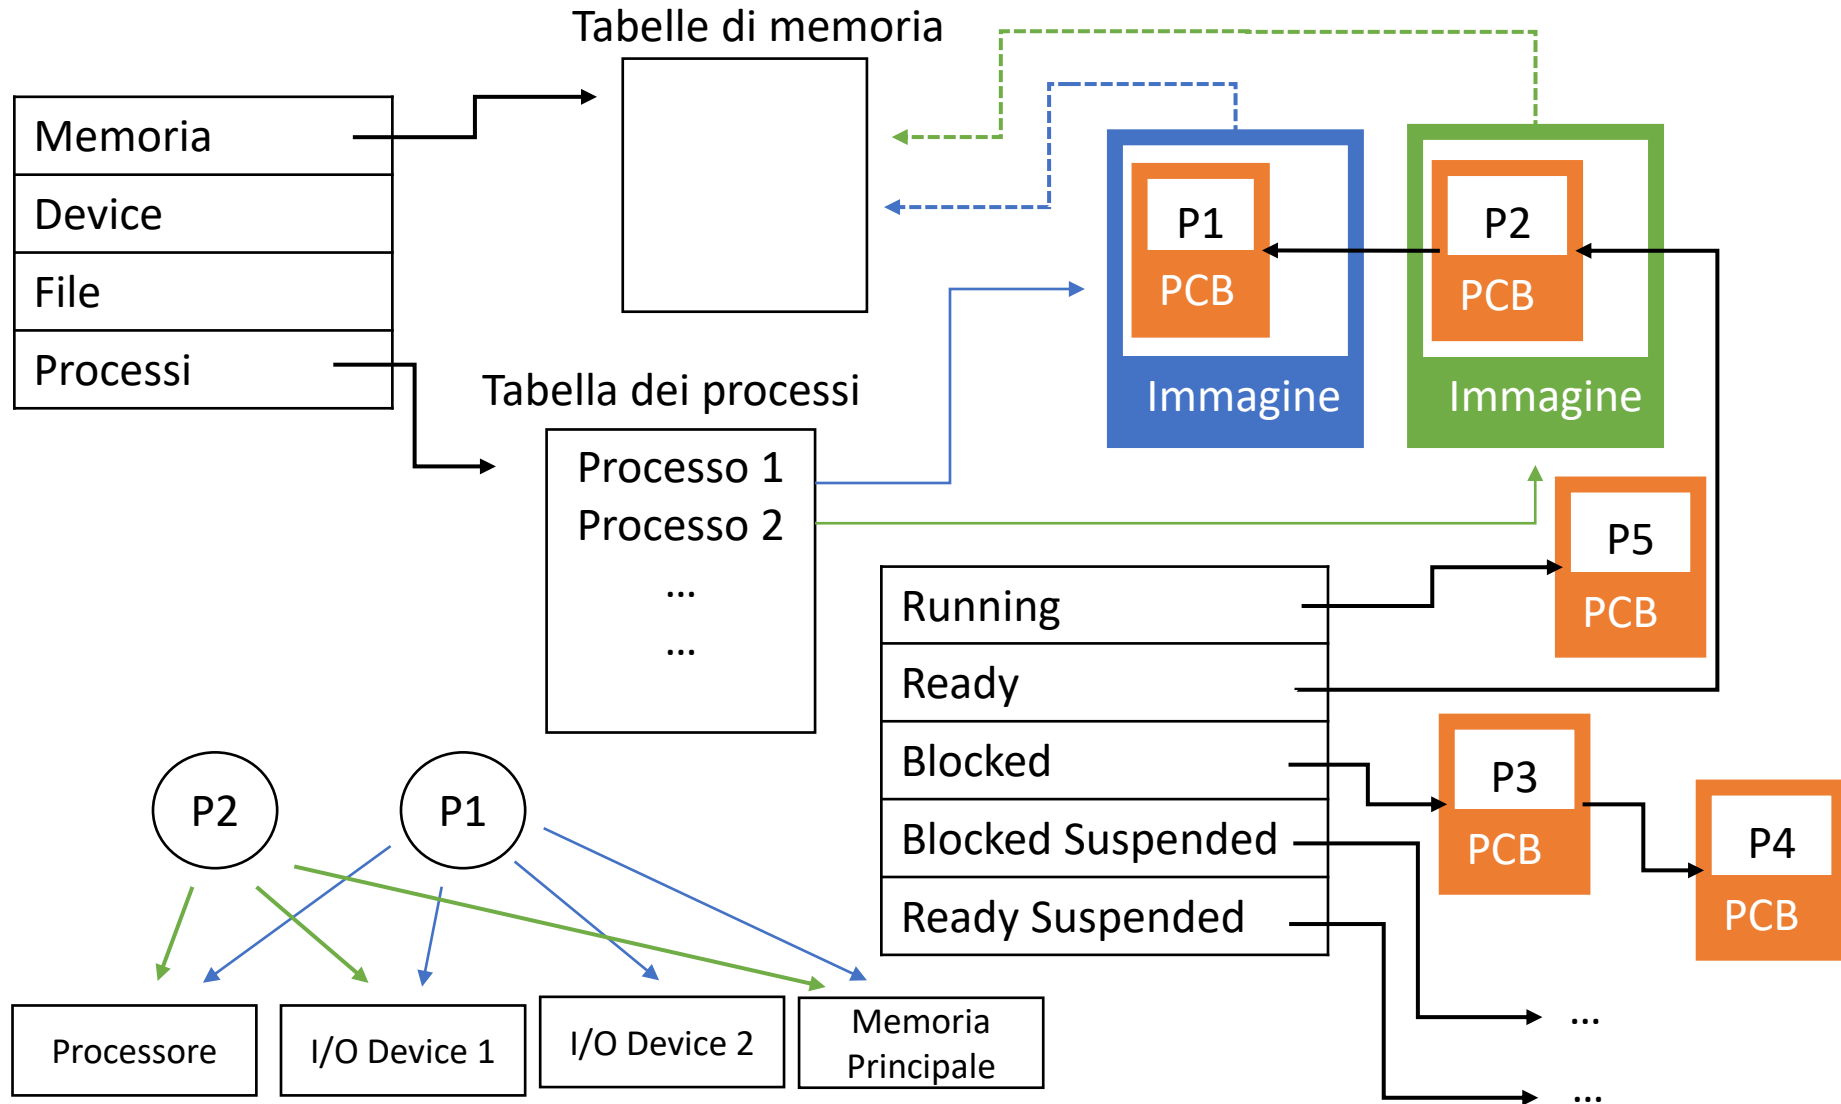 Tabelle di memoria
Memoria
Device
File
Processi
P1
PCB
Immagine
P2
PCB
Immagine
Tabella dei processi
Processo 1
Processo 2
...
...
P5
PCB
Running
Ready
Blocked
Blocked Suspended
Ready Suspended
P3
PCB
P4
PCB
...
...
P2
P1
Processore
I/O Device 1
I/O Device 2
Memoria
Principale